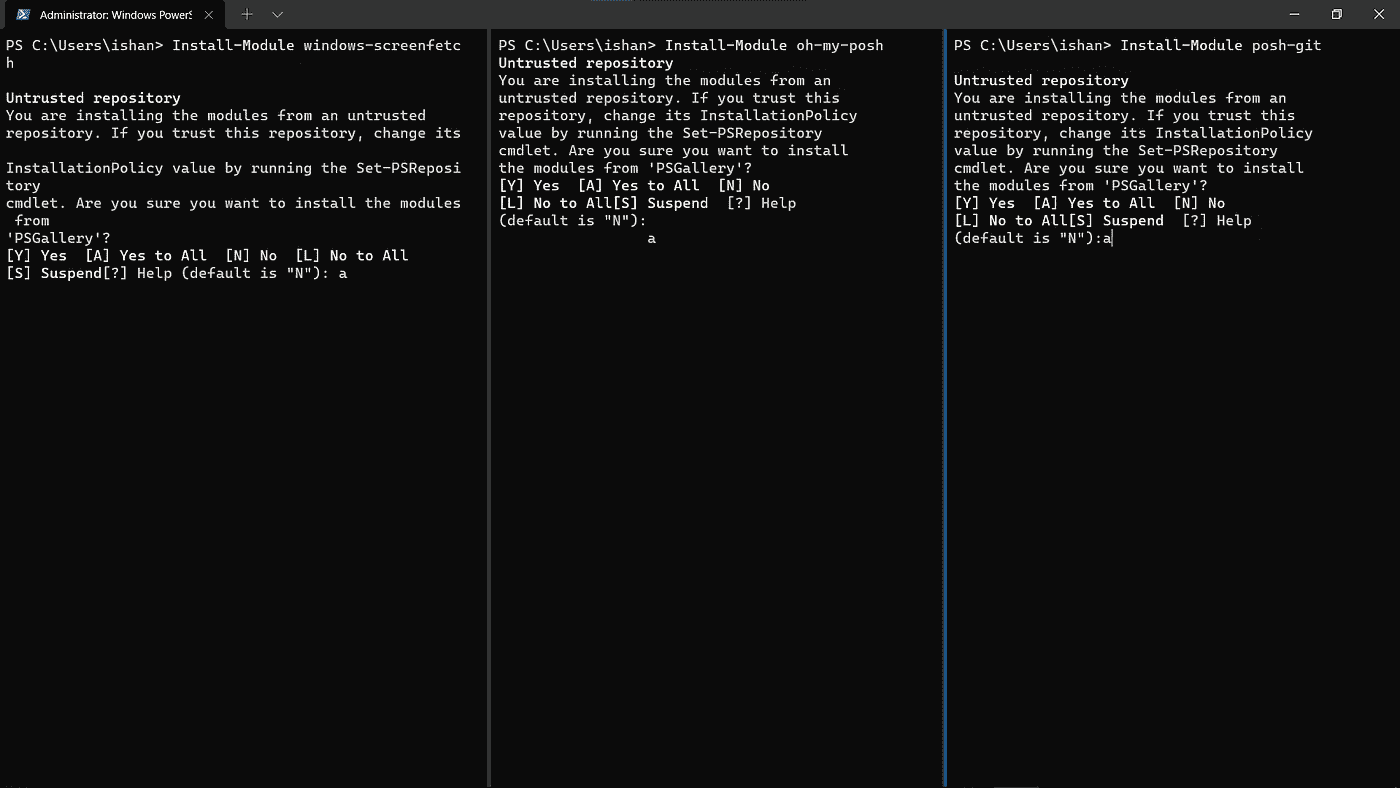 Administrator: Windows PowerS
PS C:\Users\ishan> Install-Module windows-screenfetc
h
Untrusted repository
You are installing the modules from an untrusted
repository. If you trust this repository, change its
InstallationPolicy value by running the Set-PSReposi
tory
cmdlet. Are you sure you want to install the modules
from
'PSGallery'?
[Y] Yes  [A] Yes to All  [N] No  [L] No to All
[S] Suspend[?] Help (default is "N"): a
PS C:\Users\ishan> Install-Module oh-my-posh
Untrusted repository
You are installing the modules from an
untrusted repository. If you trust this
repository, change its InstallationPolicy
value by running the Set-PSRepository
cmdlet. Are you sure you want to install
the modules from 'PSGallery'?
[Y] Yes  [A] Yes to All  [N] No
[L] No to All[S] Suspend  [?] Help
(default is "N"):
a
PS C:\Users\ishan> Install-Module posh-git
Untrusted repository
You are installing the modules from an
untrusted repository. If you trust this
repository, change its InstallationPolicy
value by running the Set-PSRepository
cmdlet. Are you sure you want to install
the modules from 'PSGallery'?
[Y] Yes  [A] Yes to All  [N] No
[L] No to All[S] Suspend  [?] Help
(default is "N"):a